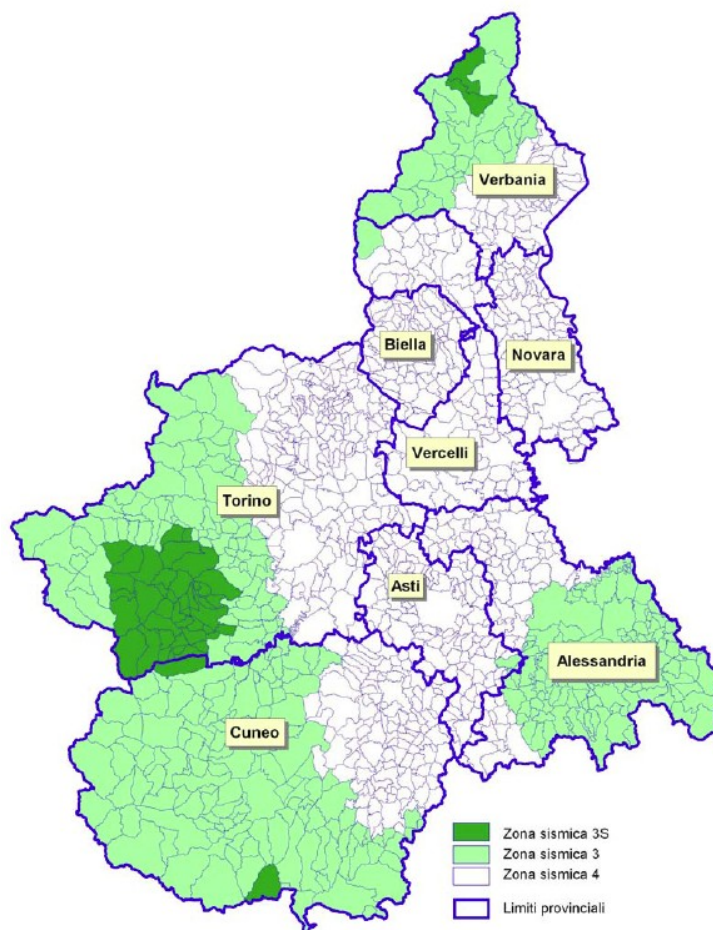 Verbania
Biella
Novara
Vercelli
Torino
Asti
Alessandria
Cuneo
Zona sismica 3S
Zona sismica 3
Zona sismica 4
Limiti provinciali